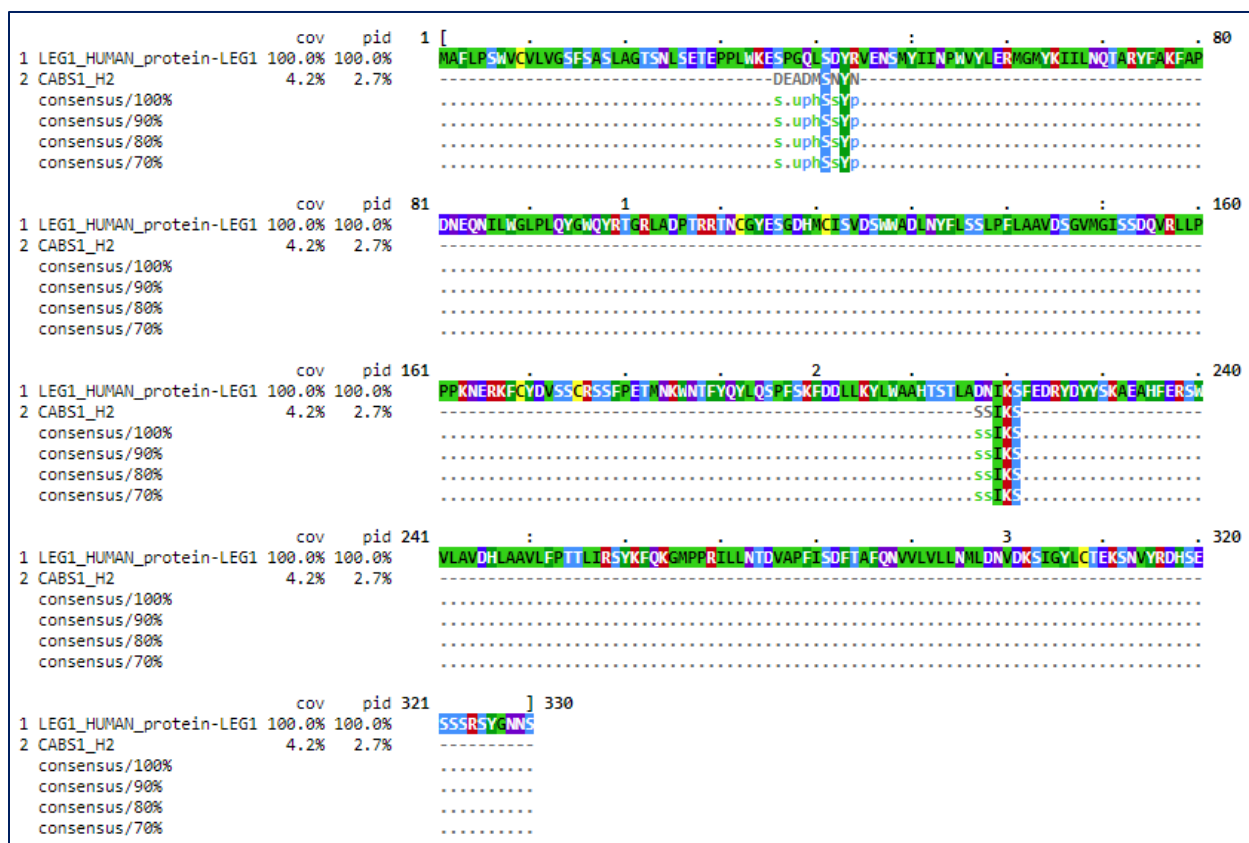 cov pid 1 [ . . . . : . . . 80
1 LEG1_HUMAN_protein-LEG1 100.0% 100.0% MAFLPSWVCVLVGSFSASLAGTSNLSETEPPLWKESPGQLSDYRVENSMYIINPWVYLERMGMYKIILNQTARYFAKFAP
2 CABS1_H2 4.2% 2.7% -----------------------------------DEADMSNYN------------------------------------
consensus/100% ...................................s.uphSsYp....................................
consensus/90% ...................................s.uphSsYp....................................
consensus/80% ...................................s.uphSsYp....................................
consensus/70% ...................................s.uphSsYp....................................
cov pid 81 . 1 . . . . : . 160
1 LEG1_HUMAN_protein-LEG1 100.0% 100.0% DNEQNILWGLPLQYGWQYRTGRLADPTRRTNCGYESGDHMCISVDSWWADLNYFLSSLPFLAAVDSGVMGISSDQVRLLP
2 CABS1_H2 4.2% 2.7% --------------------------------------------------------------------------------
consensus/100% ................................................................................
consensus/90% ................................................................................
consensus/80% ................................................................................
consensus/70% ................................................................................
cov pid 161 . . . 2 . . . . 240
1 LEG1_HUMAN_protein-LEG1 100.0% 100.0% PPKNERKFCYDVSSCRSSFPETMNKWNTFYQYLQSPFSKFDDLLKYLWAAHTSTLADNIKSFEDRYDYYSKAEAHFERSW
2 CABS1_H2 4.2% 2.7% --------------------------------------------------------SSIKS-------------------
consensus/100% ........................................................ssIKS...................
consensus/90% ........................................................ssIKS...................
consensus/80% ........................................................ssIKS...................
consensus/70% ........................................................ssIKS...................
cov pid 241 : . . . . 3 . . 320
1 LEG1_HUMAN_protein-LEG1 100.0% 100.0% VLAVDHLAAVLFPTTLIRSYKFQKGMPPRILLNTDVAPFISDFTAFQNVVLVLLNMLDNVDKSIGYLCTEKSNVYRDHSE
2 CABS1_H2 4.2% 2.7% --------------------------------------------------------------------------------
consensus/100% ................................................................................
consensus/90% ................................................................................
consensus/80% ................................................................................
consensus/70% ................................................................................
cov pid 321 ] 330
1 LEG1_HUMAN_protein-LEG1 100.0% 100.0% SSSRSYGNNS
2 CABS1_H2 4.2% 2.7% ----------
consensus/100% ..........
consensus/90% ..........
consensus/80% ..........
consensus/70% ..........